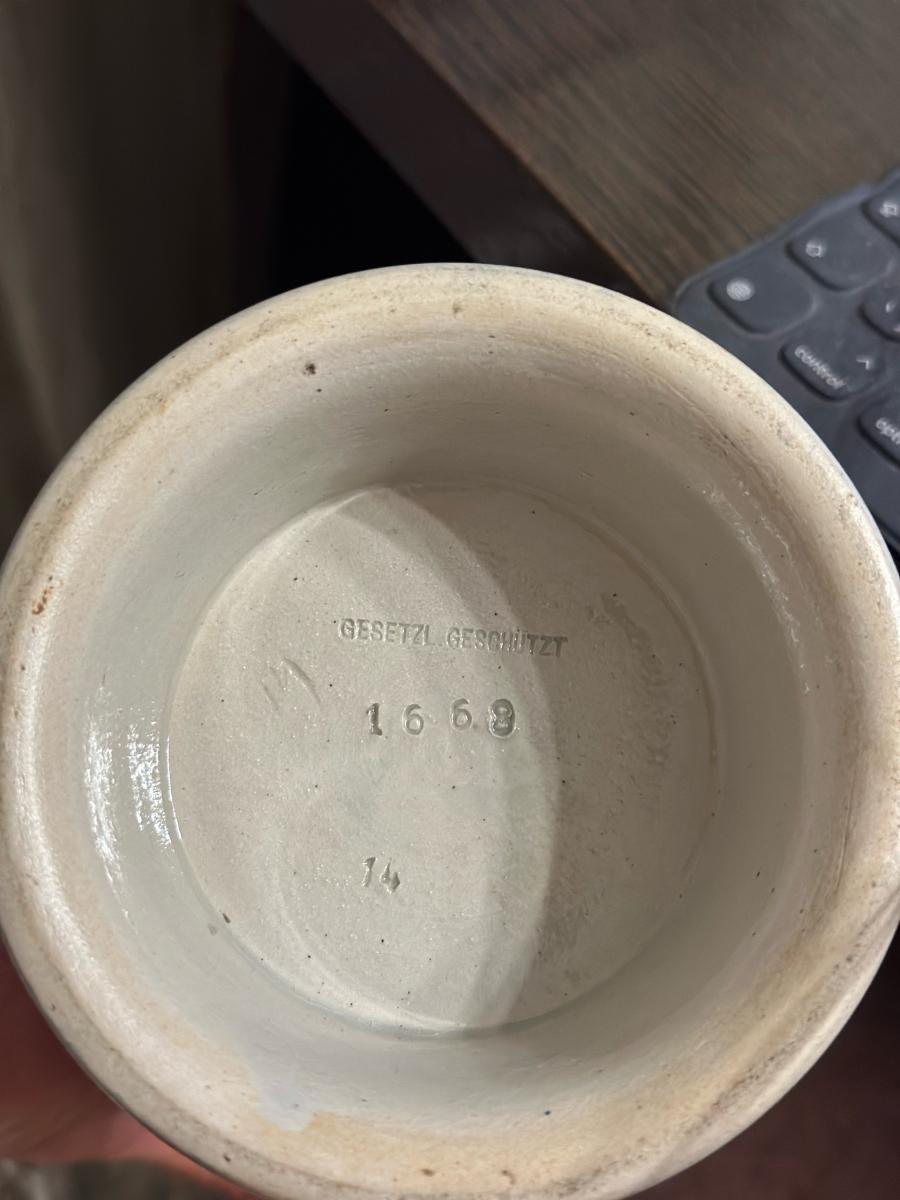 GESETZL.GESCHÜTZT
1668
14
control